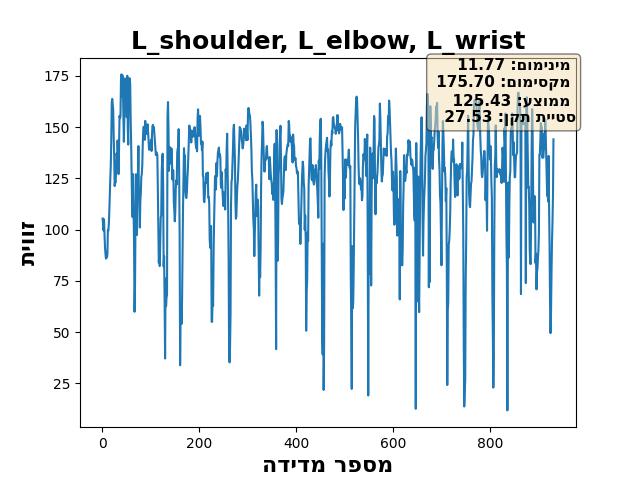 L_shoulder, L_elbow, L_wrist
מינימום: 11.77
מקסימום: 175.70
ממוצע: 125.43
סטיית תקן: 27.53
175
150
125
100
75
50
25
זווית
0 200 400 600 800
מספר מדידה